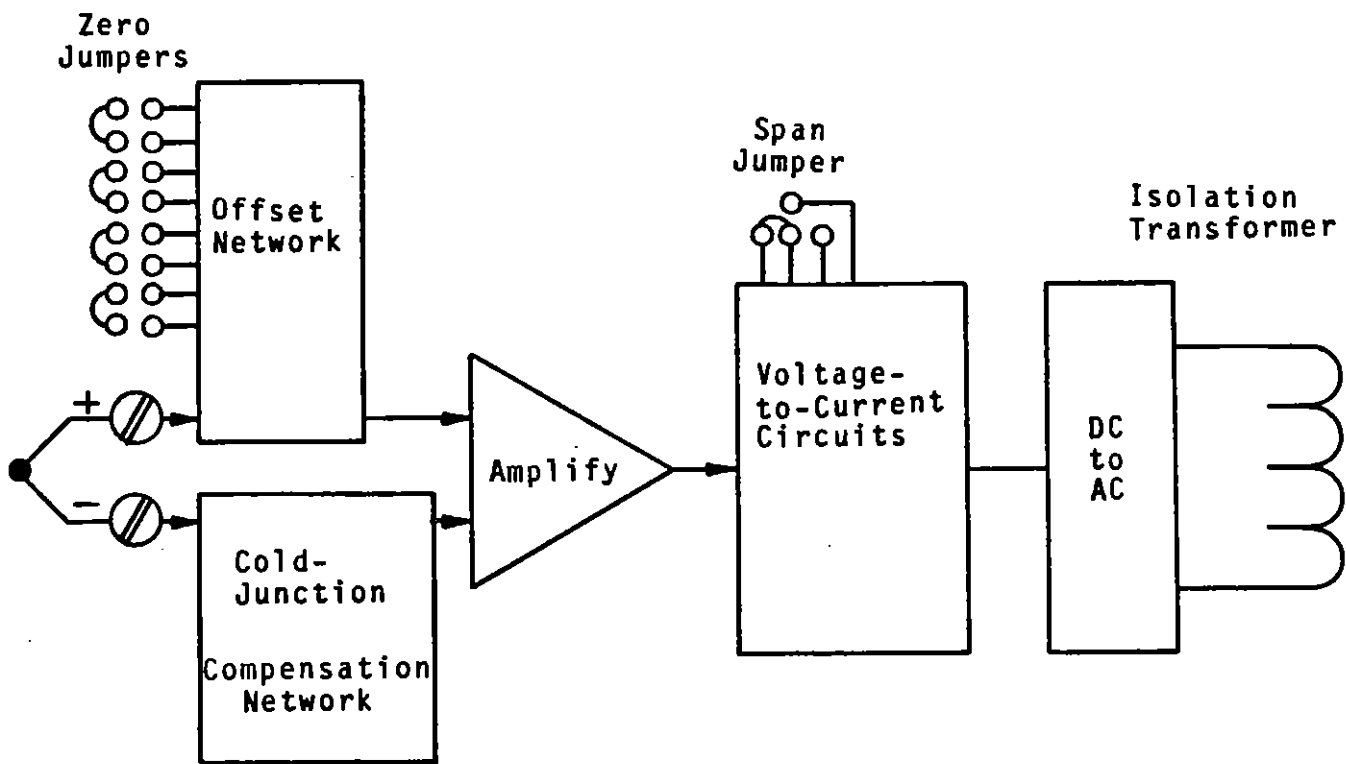 Zero
Jumpers
Offset
Network
Span
Jumper
Isolation
Transformer
+
Voltage-
to-Current
Circuits
DC
to
AC
Amplify
−
Cold-
Junction
Compensation
Network